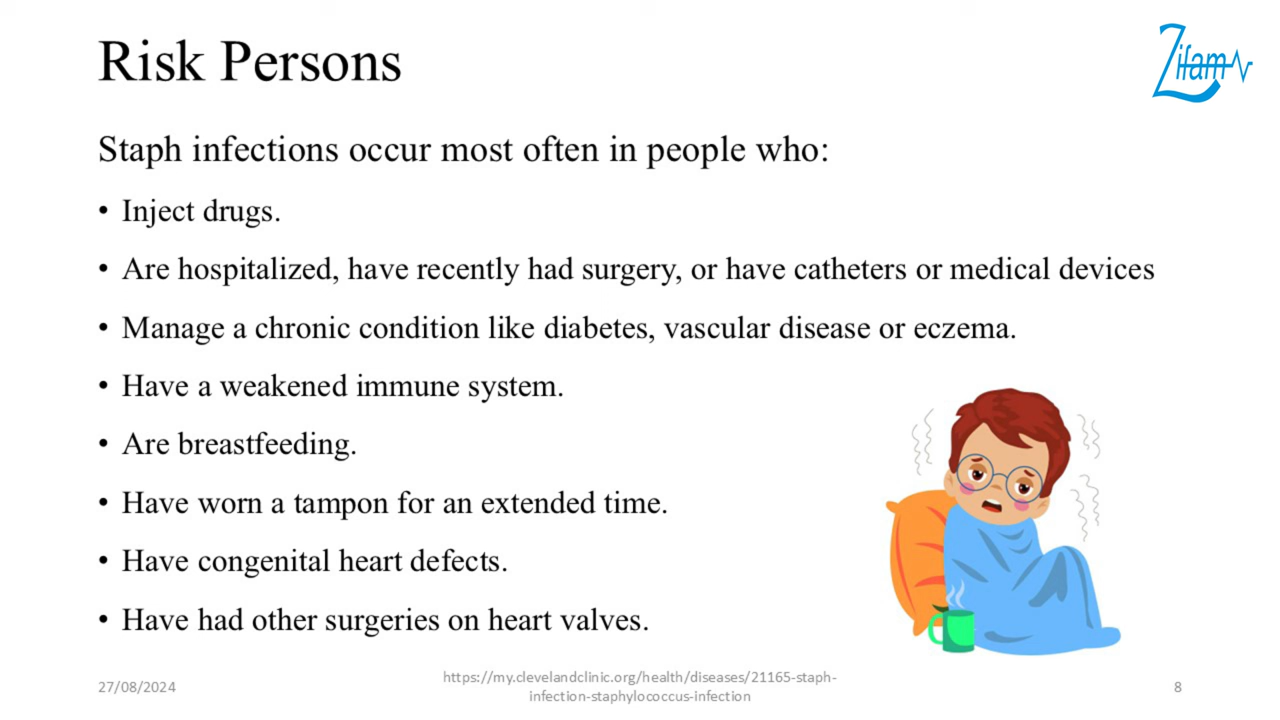 Risk Persons
Zifam
Staph infections occur most often in people who:
• Inject drugs.
• Are hospitalized, have recently had surgery, or have catheters or medical devices
• Manage a chronic condition like diabetes, vascular disease or eczema.
• Have a weakened immune system.
• Are breastfeeding.
• Have worn a tampon for an extended time.
• Have congenital heart defects.
• Have had other surgeries on heart valves.
27/08/2024
https://my.clevelandclinic.org/health/diseases/21165-staph-
infection-staphylococcus-infection
8